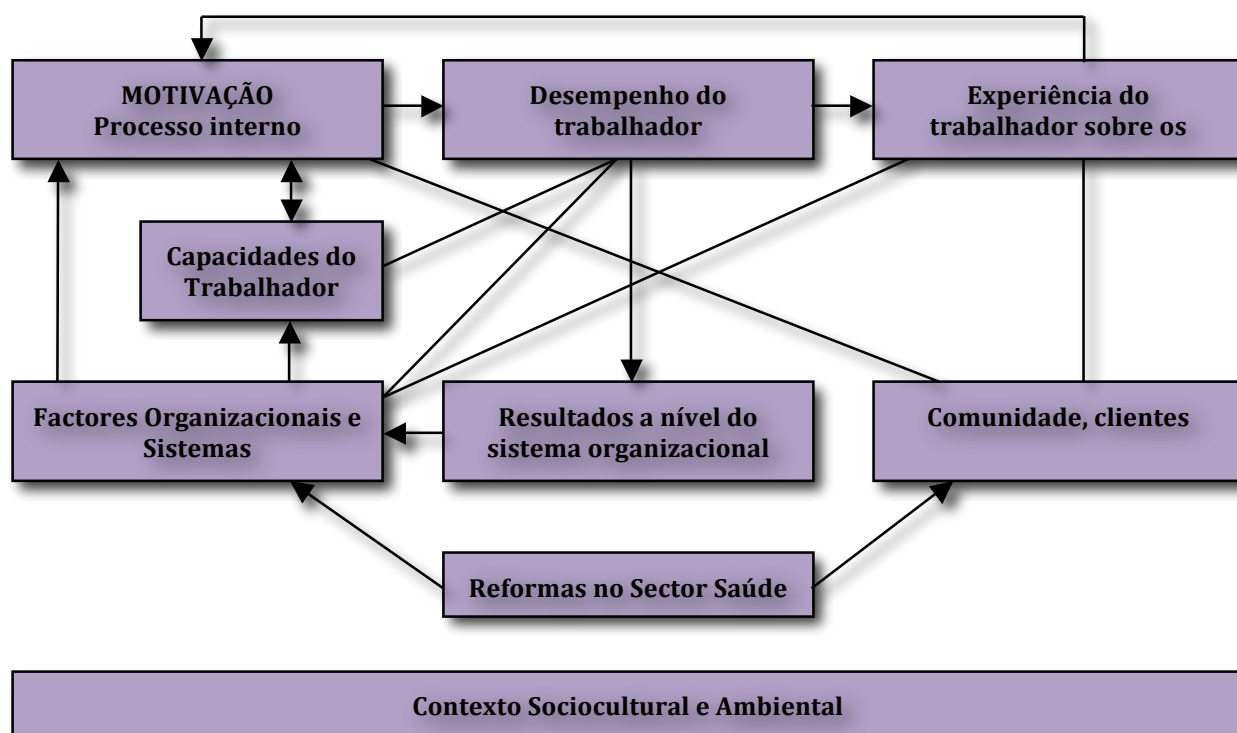 MOTIVAÇÃO
Processo interno
Desempenho do
trabalhador
Experiência do
trabalhador sobre os
Capacidades do
Trabalhador
Factores Organizacionais e
Sistemas
Resultados a nível do
sistema organizacional
Comunidade, clientes
Reformas no Sector Saúde
Contexto Sociocultural e Ambiental